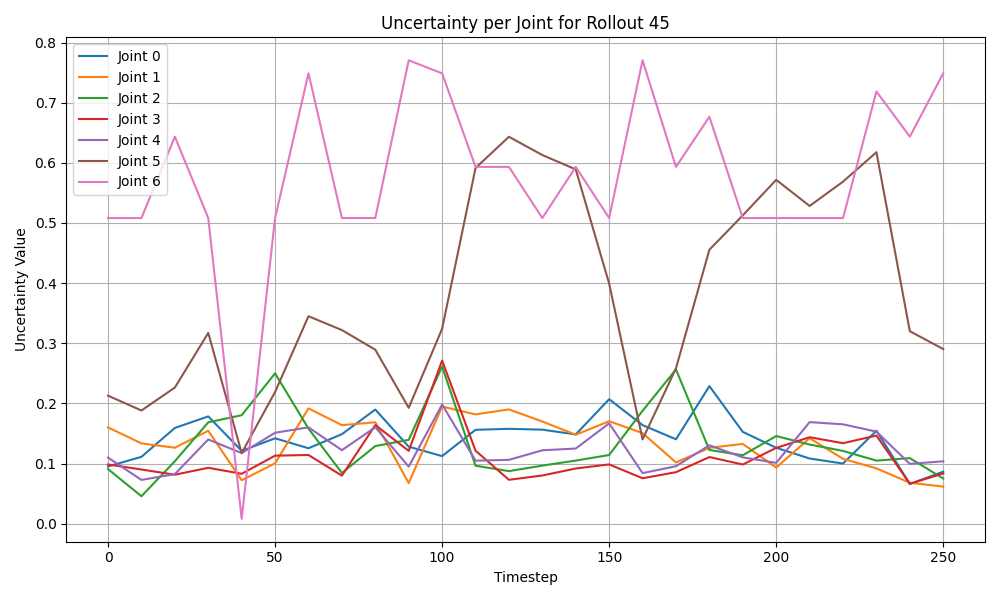 Uncertainty per Joint for Rollout 45
Uncertainty Value
0.8
0.7
0.6
0.5
0.4
0.3
0.2
0.1
0.0
Joint 0
Joint 1
Joint 2
Joint 3
Joint 4
Joint 5
Joint 6
0 50 100 150 200 250
Timestep